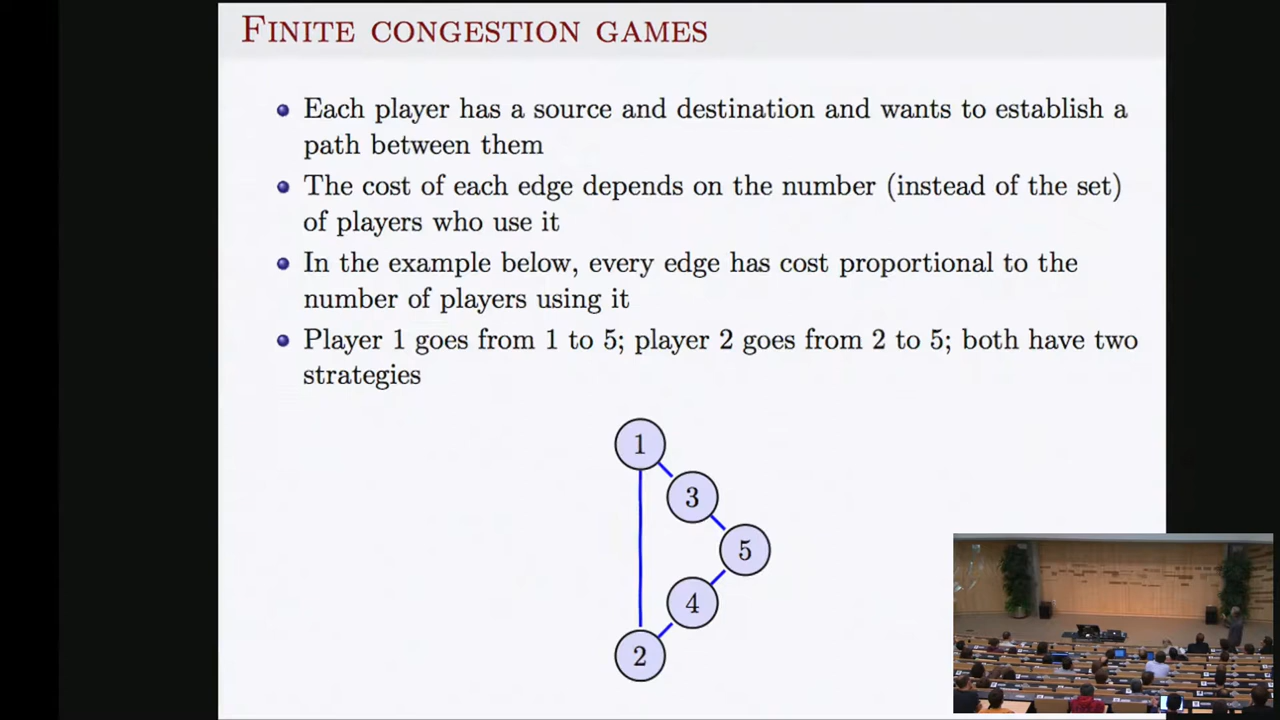 Finite congestion games
Each player has a source and destination and wants to establish a
path between them
The cost of each edge depends on the number (instead of the set)
of players who use it
In the example below, every edge has cost proportional to the
number of players using it
Player 1 goes from 1 to 5; player 2 goes from 2 to 5; both have two
strategies
1
3
5
4
2